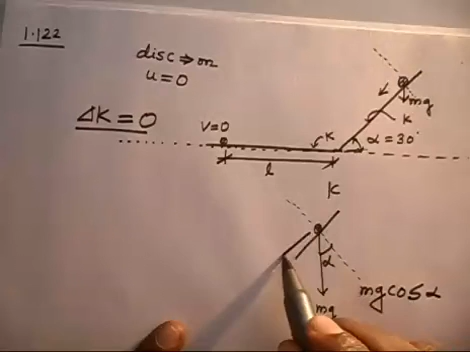 1.122
disc ⇒ m
u = 0
ΔK = 0
V=0
k
α = 30°
k
mg
l
k
α
mg
mg cos α